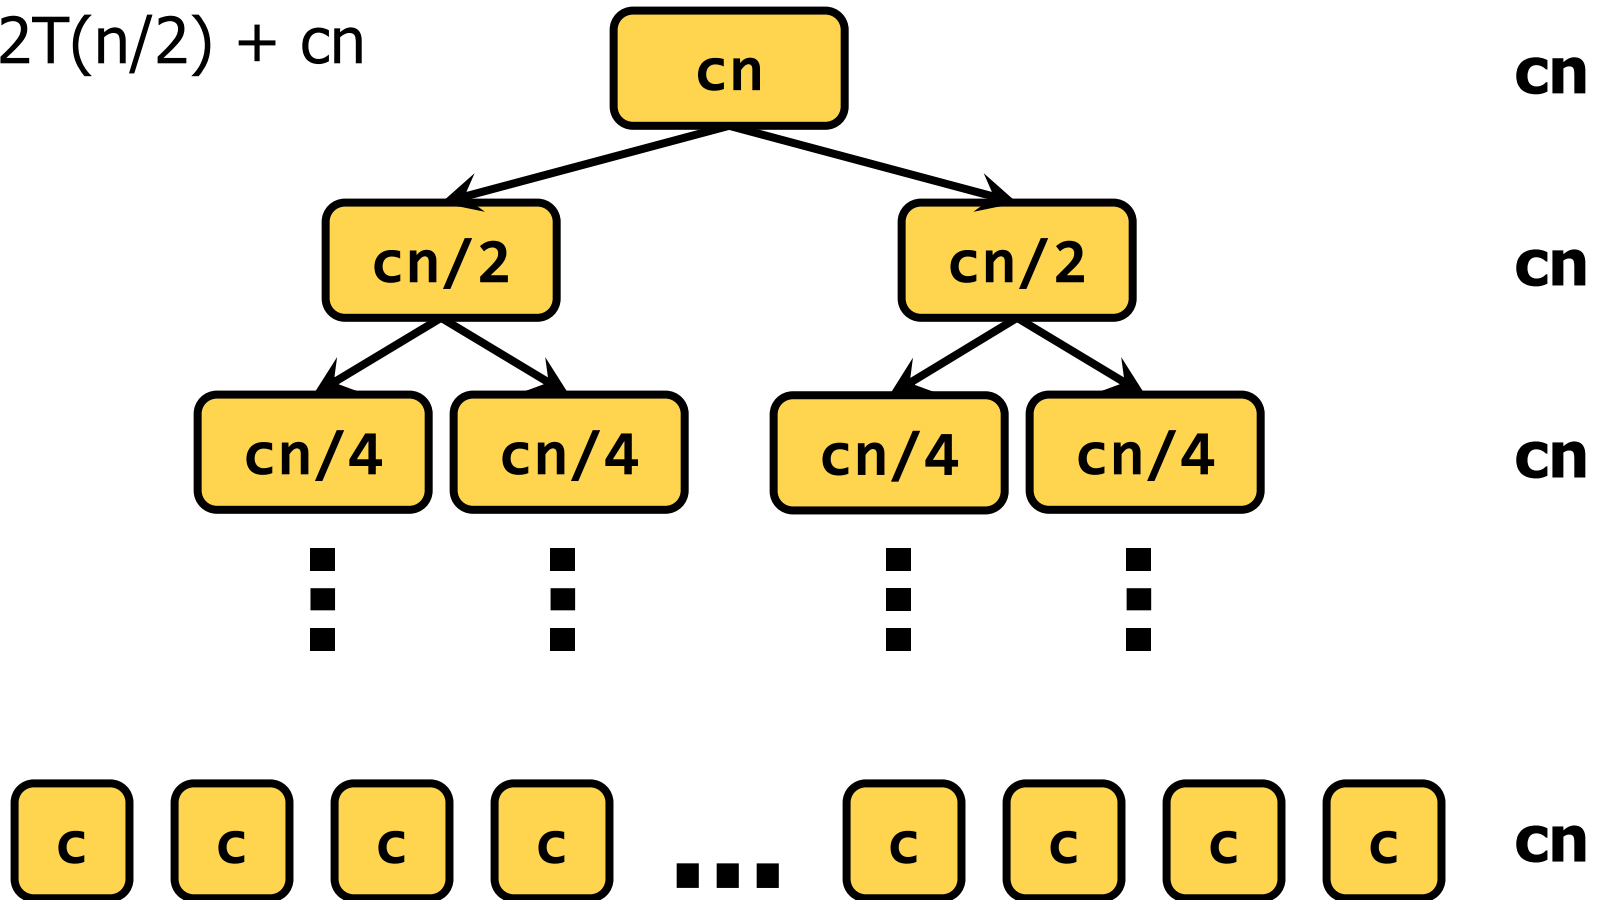 2T(n/2) + cn
cn cn
cn/2 cn/2 cn
cn/4 cn/4 cn/4 cn/4 cn
c c c c ... c c c c cn